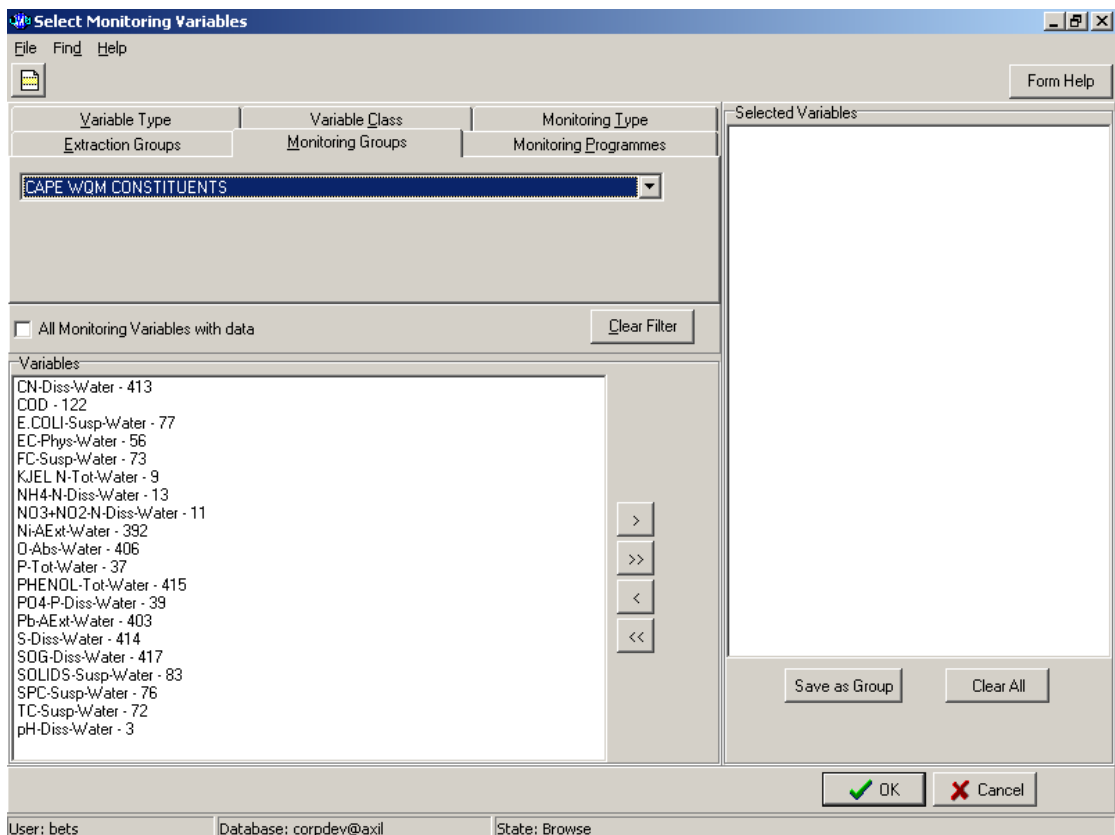 Select Monitoring Variables
File Find Help
Form Help
Variable Type Variable Class Monitoring Type
Extraction Groups Monitoring Groups Monitoring Programmes
CAPE WQM CONSTITUENTS
All Monitoring Variables with data
Clear Filter
Variables
CN-Diss-Water - 413
COD - 122
E.COLI-Susp-Water - 77
EC-Phys-Water - 56
FC-Susp-Water - 73
KJEL N-Tot-Water - 9
NH4-N-Diss-Water - 13
NO3+NO2-N-Diss-Water - 11
Ni-AExt-Water - 392
O-Abs-Water - 406
P-Tot-Water - 37
PHENOL-Tot-Water - 415
PO4-P-Diss-Water - 39
Pb-AExt-Water - 403
S-Diss-Water - 414
SOG-Diss-Water - 417
SOLIDS-Susp-Water - 83
SPC-Susp-Water - 76
TC-Susp-Water - 72
pH-Diss-Water - 3
>
>>
<
<<
Selected Variables
Save as Group Clear All
OK Cancel
User: bets Database: corpdev@axil State: Browse